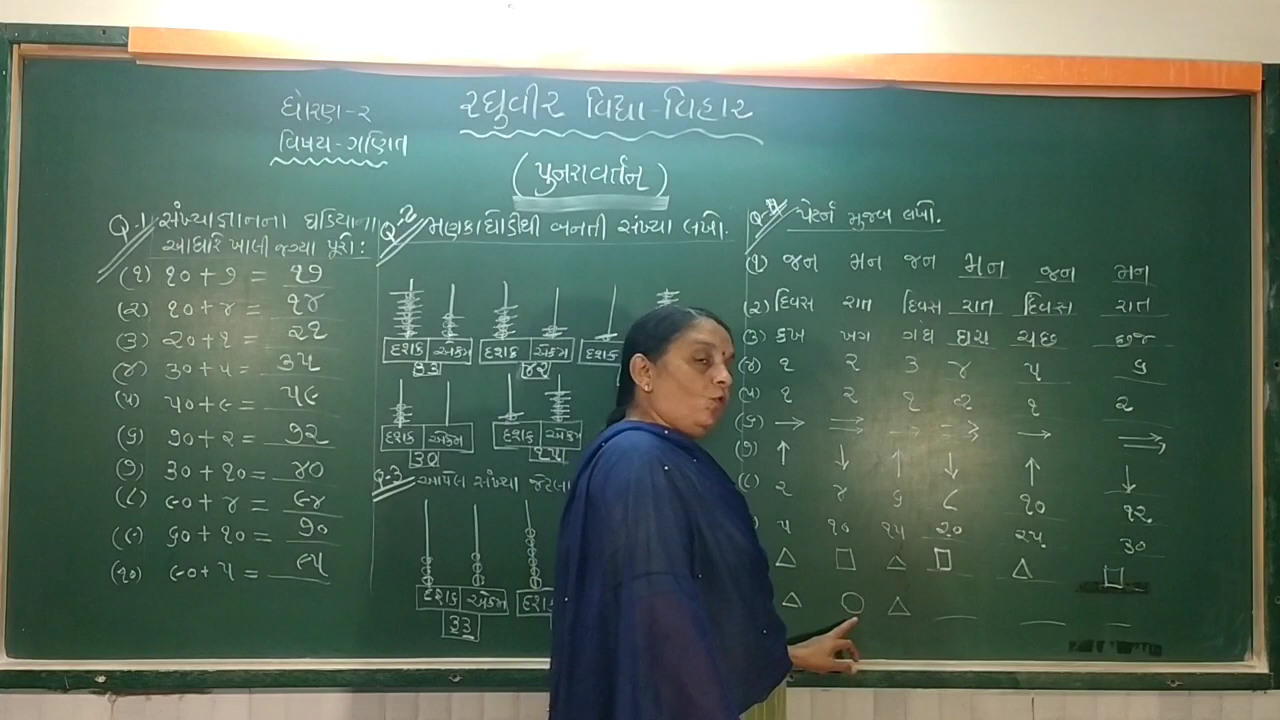 ધોરણ-૨
વિષય-ગણિત
રઘુવીર વિદ્યા-વિહાર
(પુનરાવર્તન)
Q-1 સંખ્યાજ્ઞાનના ઘડિયાના
આધારે ખાલી જગ્યા પૂરો:
(૧) ૧૦ + ૭ = ૧૭
(૨) ૧૦ + ૪ = ૧૪
(૩) ૨૦ + ૧ = ૨૧
(૪) ૩૦ + ૫ = ૩૫
(૫) ૫૦ + ૯ = ૫૯
(૬) ૭૦ + ૨ = ૭૨
(૭) ૩૦ + ૧૦ = ૪૦
(૮) ૯૦ + ૪ = ૯૪
(૯) ૬૦ + ૧૦ = ૭૦
(૧૦) ૯૦ + ૫ = ૯૫
Q-2 મણકાઘોડીથી બનતી સંખ્યા લખો.
દશક એકમ દશક એકમ દશક
૯૩ ૪૨
દશક એકમ દશક એકમ
૩૦ ૧૫
Q-3 આપેલ સંખ્યા જેટલા
દશક એકમ
૩૩
Q-4 પેટર્ન મુજબ લખો.
(૧) જન મન જન મન જન મન
(૨) દિવસ રાત દિવસ રાત દિવસ રાત
(૩) કખ ખગ ગઘ ઘચ ચછ છજ
(૪) ૧ ૨ ૩ ૪ ૫ ૬
(૫) ૧ ૨ ૧ ૨ ૧ ૨
(૬) → ⇉ → ⇉ → ⇉
(૭) ↑ ↓ ↑ ↓ ↑ ↓
(૮ ૨ ૪ ૬ ૮ ૧૦ ૧૨
) ૫ ૧૦ ૧૫ ૨૦ ૨૫ ૩૦
△ □ △ □ △ □
△ ○ △